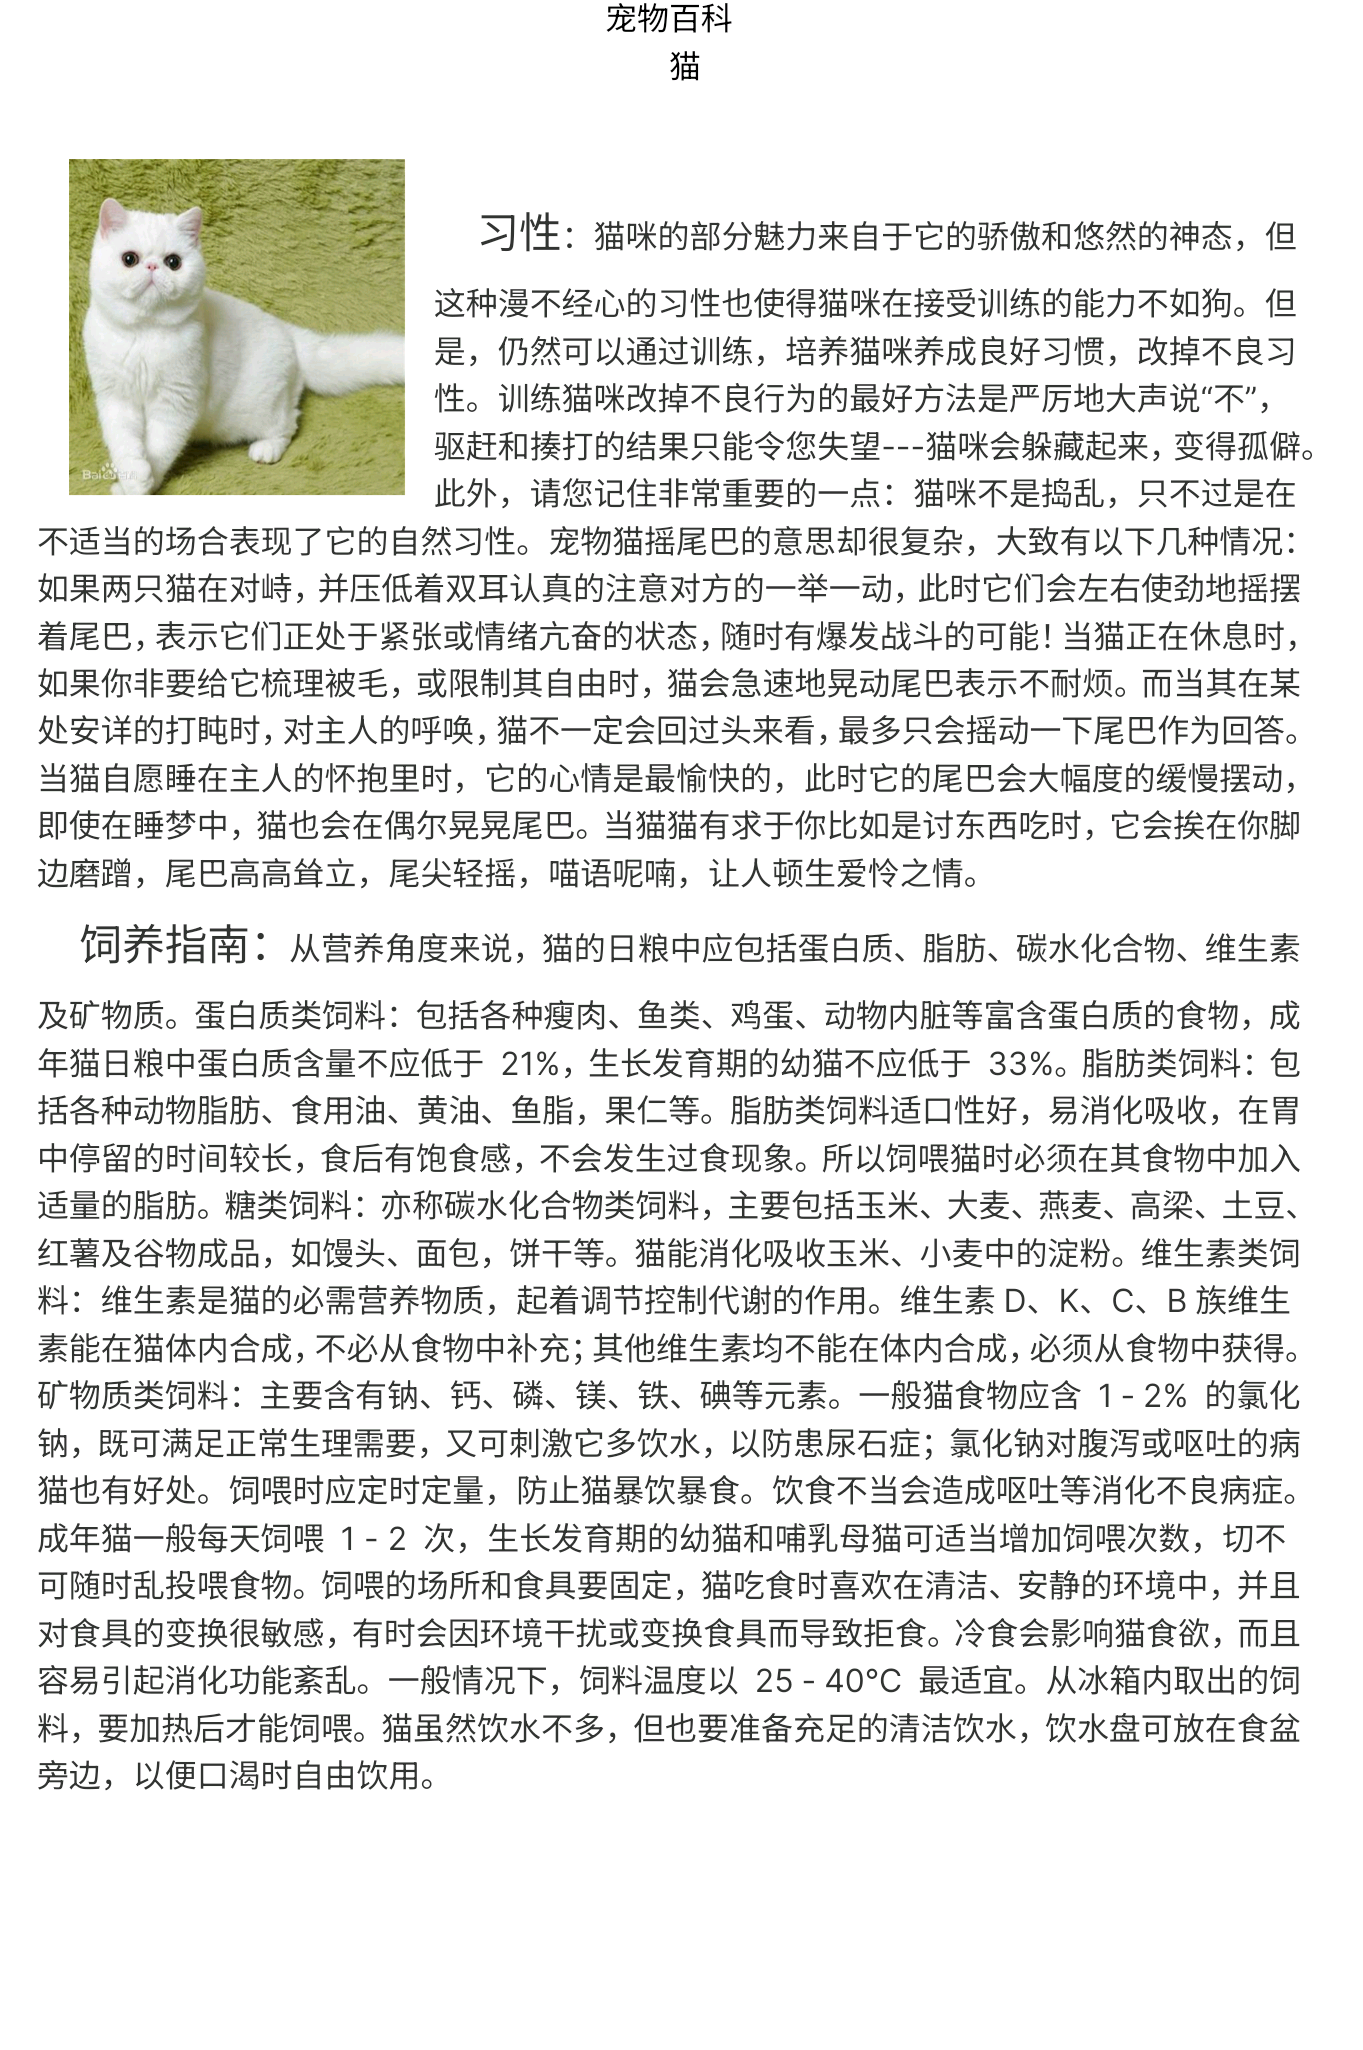 宠物百科
猫
习性：猫咪的部分魅力来自于它的骄傲和悠然的神态，但
这种漫不经心的习性也使得猫咪在接受训练的能力不如狗。但
是，仍然可以通过训练，培养猫咪养成良好习惯，改掉不良习
性。训练猫咪改掉不良行为的最好方法是严厉地大声说“不”，
驱赶和揍打的结果只能令您失望---猫咪会躲藏起来，变得孤僻。
此外，请您记住非常重要的一点：猫咪不是捣乱，只不过是在
不适当的场合表现了它的自然习性。宠物猫摇尾巴的意思却很复杂，大致有以下几种情况：
如果两只猫在对峙，并压低着双耳认真的注意对方的一举一动，此时它们会左右使劲地摇摆
着尾巴，表示它们正处于紧张或情绪亢奋的状态，随时有爆发战斗的可能！当猫正在休息时，
如果你非要给它梳理被毛，或限制其自由时，猫会急速地晃动尾巴表示不耐烦。而当其在某
处安详的打盹时，对主人的呼唤，猫不一定会回过头来看，最多只会摇动一下尾巴作为回答。
当猫自愿睡在主人的怀抱里时，它的心情是最愉快的，此时它的尾巴会大幅度的缓慢摆动，
即使在睡梦中，猫也会在偶尔晃晃尾巴。当猫猫有求于你比如是讨东西吃时，它会挨在你脚
边磨蹭，尾巴高高耸立，尾尖轻摇，喵语呢喃，让人顿生爱怜之情。
饲养指南：从营养角度来说，猫的日粮中应包括蛋白质、脂肪、碳水化合物、维生素
及矿物质。蛋白质类饲料：包括各种瘦肉、鱼类、鸡蛋、动物内脏等富含蛋白质的食物，成
年猫日粮中蛋白质含量不应低于 21%，生长发育期的幼猫不应低于 33%。脂肪类饲料：包
括各种动物脂肪、食用油、黄油、鱼脂，果仁等。脂肪类饲料适口性好，易消化吸收，在胃
中停留的时间较长，食后有饱食感，不会发生过食现象。所以饲喂猫时必须在其食物中加入
适量的脂肪。糖类饲料：亦称碳水化合物类饲料，主要包括玉米、大麦、燕麦、高梁、土豆、
红薯及谷物成品，如馒头、面包，饼干等。猫能消化吸收玉米、小麦中的淀粉。维生素类饲
料：维生素是猫的必需营养物质，起着调节控制代谢的作用。维生素 D、K、C、B 族维生
素能在猫体内合成，不必从食物中补充；其他维生素均不能在体内合成，必须从食物中获得。
矿物质类饲料：主要含有钠、钙、磷、镁、铁、碘等元素。一般猫食物应含 1 - 2% 的氯化
钠，既可满足正常生理需要，又可刺激它多饮水，以防患尿石症；氯化钠对腹泻或呕吐的病
猫也有好处。饲喂时应定时定量，防止猫暴饮暴食。饮食不当会造成呕吐等消化不良病症。
成年猫一般每天饲喂 1 - 2 次，生长发育期的幼猫和哺乳母猫可适当增加饲喂次数，切不
可随时乱投喂食物。饲喂的场所和食具要固定，猫吃食时喜欢在清洁、安静的环境中，并且
对食具的变换很敏感，有时会因环境干扰或变换食具而导致拒食。冷食会影响猫食欲，而且
容易引起消化功能紊乱。一般情况下，饲料温度以 25 - 40℃ 最适宜。从冰箱内取出的饲
料，要加热后才能饲喂。猫虽然饮水不多，但也要准备充足的清洁饮水，饮水盘可放在食盆
旁边，以便口渴时自由饮用。